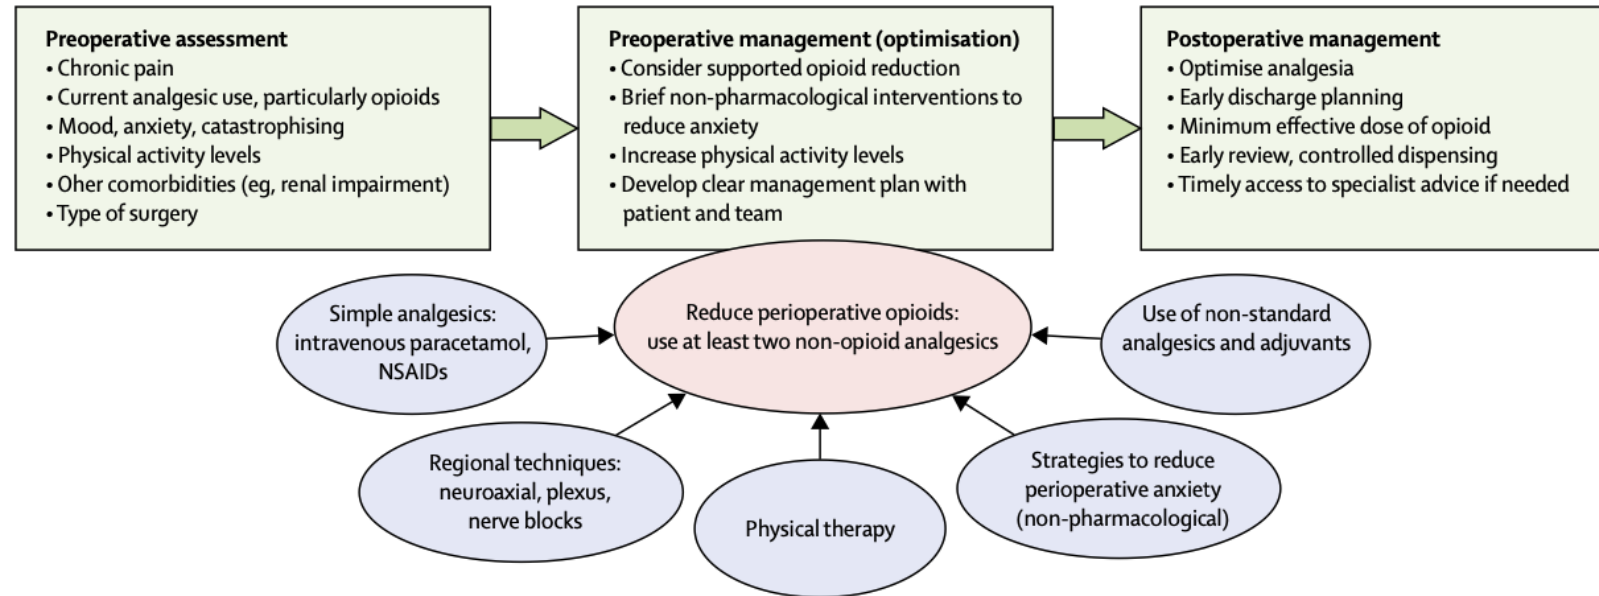 Preoperative assessment
• Chronic pain
• Current analgesic use, particularly opioids
• Mood, anxiety, catastrophising
• Physical activity levels
• Oher comorbidities (eg, renal impairment)
• Type of surgery
Preoperative management (optimisation)
• Consider supported opioid reduction
• Brief non-pharmacological interventions to
reduce anxiety
• Increase physical activity levels
• Develop clear management plan with
patient and team
Postoperative management
• Optimise analgesia
• Early discharge planning
• Minimum effective dose of opioid
• Early review, controlled dispensing
• Timely access to specialist advice if needed
Simple analgesics:
intravenous paracetamol,
NSAIDs
Reduce perioperative opioids:
use at least two non-opioid analgesics
Use of non-standard
analgesics and adjuvants
Regional techniques:
neuroaxial, plexus,
nerve blocks
Physical therapy
Strategies to reduce
perioperative anxiety
(non-pharmacological)